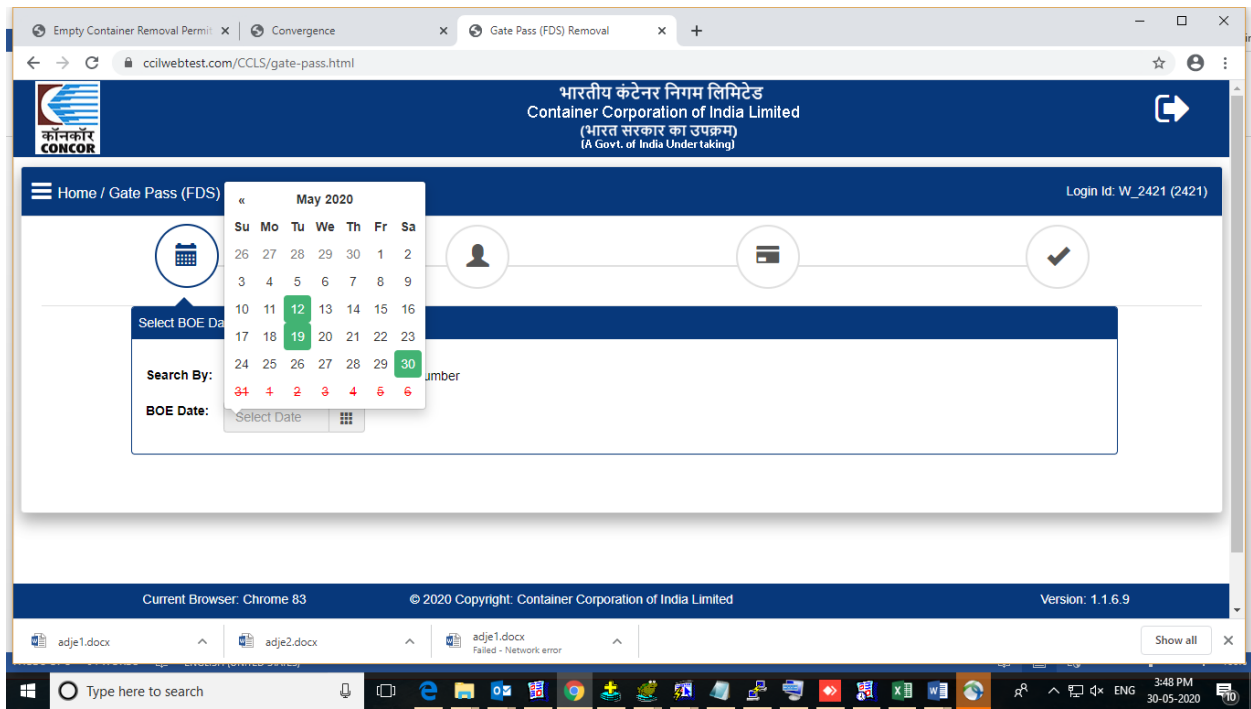 Empty Container Removal Permit
Convergence
Gate Pass (FDS) Removal
ccilwebtest.com/CCLS/gate-pass.html
कॉनकॉर
CONCOR
भारतीय कंटेनर निगम लिमिटेड
Container Corporation of India Limited
(भारत सरकार का उपक्रम)
(A Govt. of India Undertaking)
Home / Gate Pass (FDS)
Login Id: W_2421 (2421)
« May 2020
Su Mo Tu We Th Fr Sa
26 27 28 29 30 1 2
3 4 5 6 7 8 9
10 11 12 13 14 15 16
17 18 19 20 21 22 23
24 25 26 27 28 29 30
31 1 2 3 4 5 6
Select BOE Da
Search By: umber
BOE Date: Select Date
Current Browser: Chrome 83
© 2020 Copyright: Container Corporation of India Limited
Version: 1.1.6.9
adje1.docx
adje2.docx
adje1.docx
Failed - Network error
Show all
Type here to search
ENG
3:48 PM
30-05-2020
10